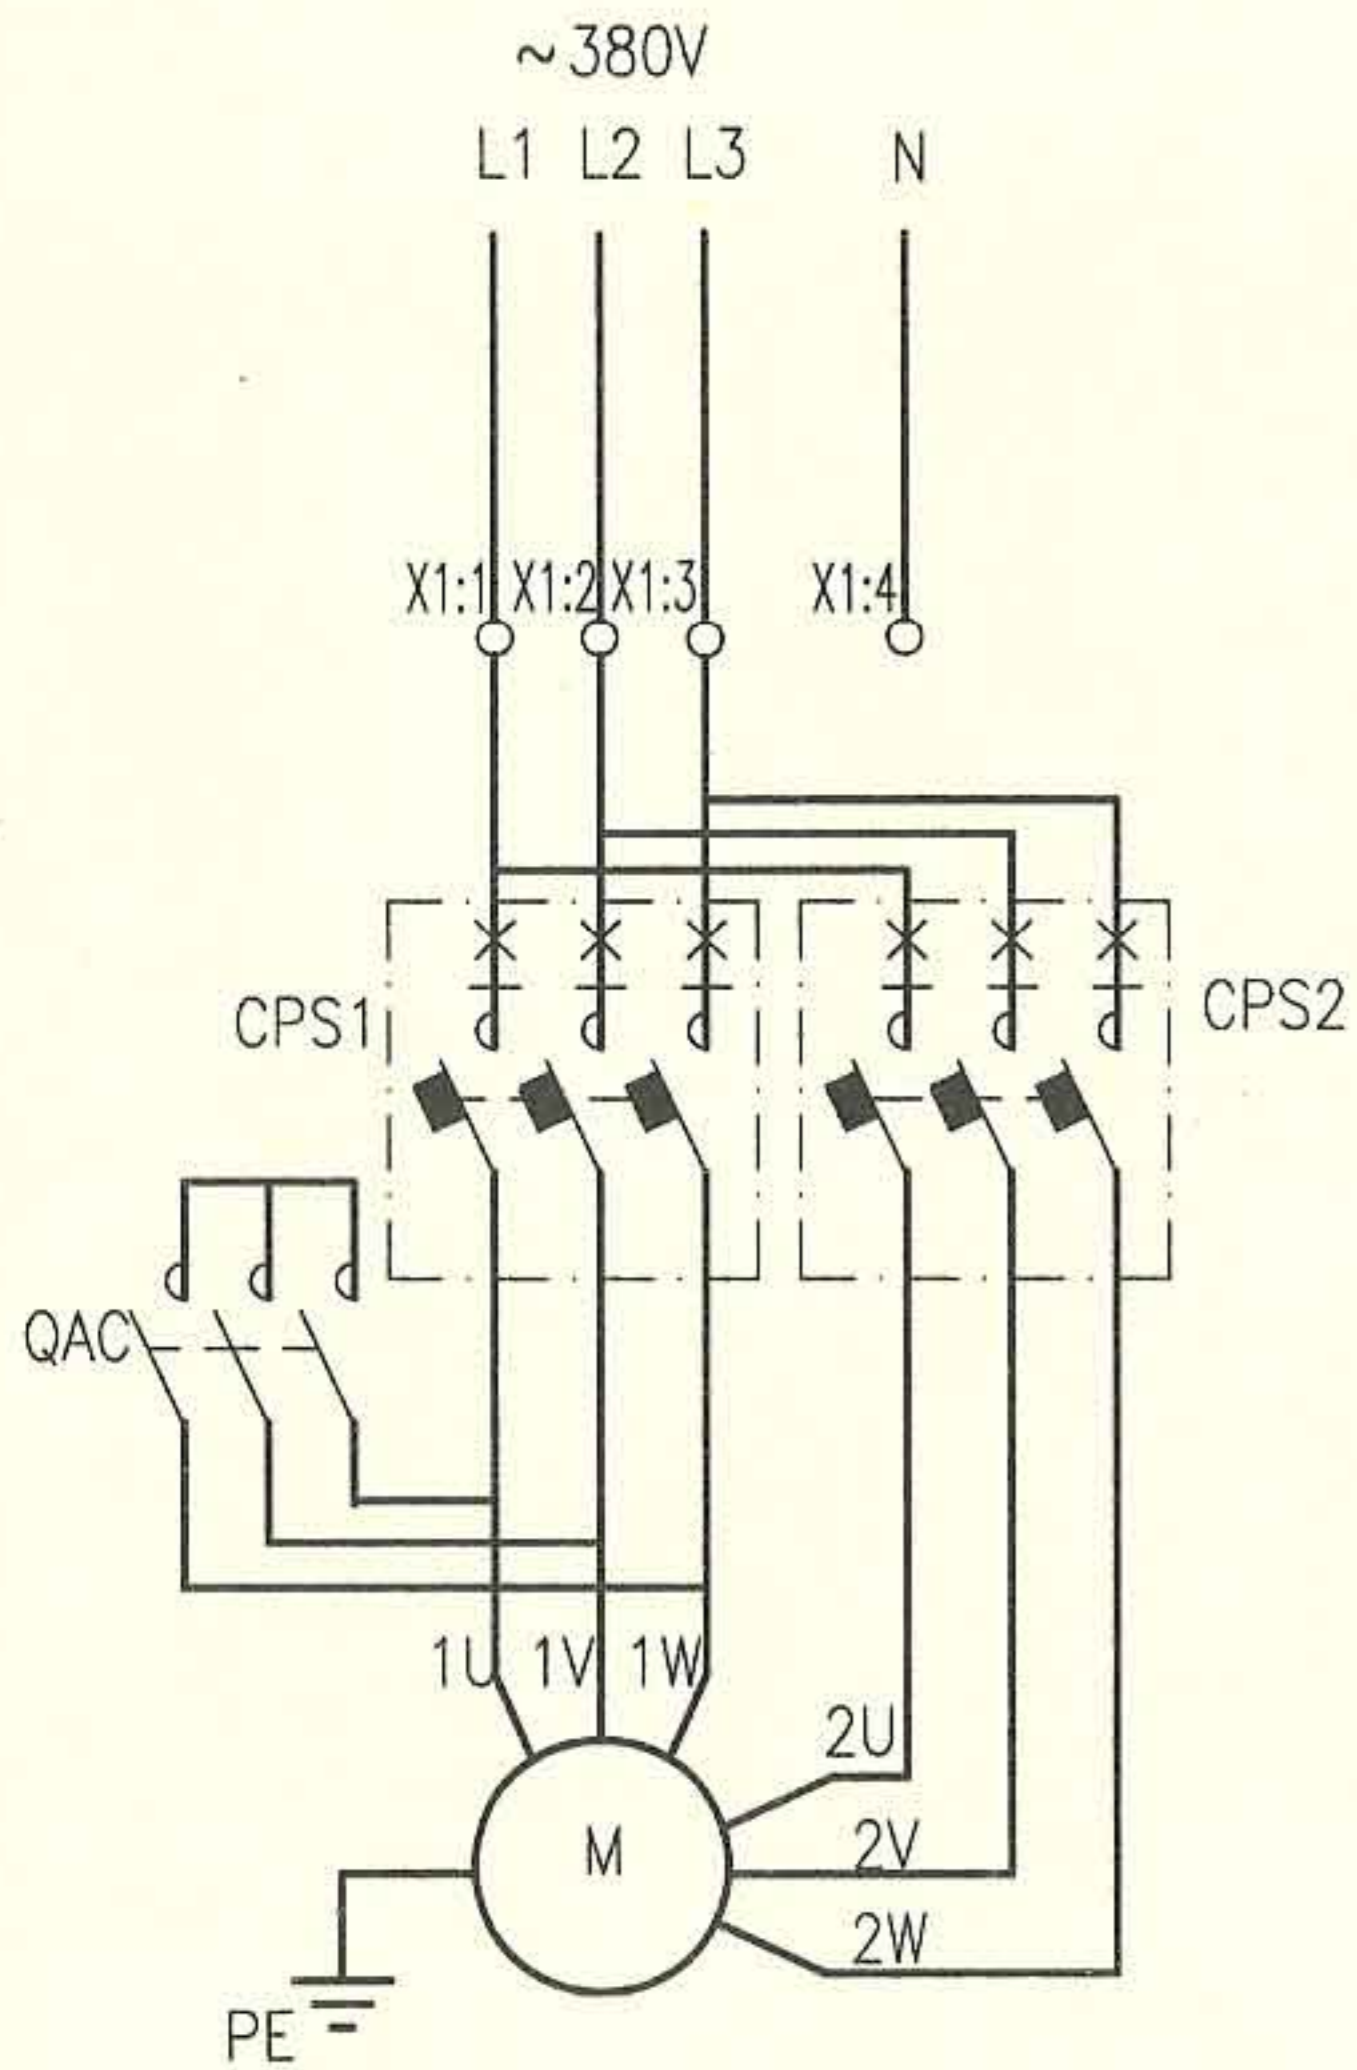 ~380V
L1 L2 L3 N
X1:1 X1:2 X1:3 X1:4
CPS1 CPS2
QAC
1U 1V 1W
2U
M 2V
2W
PE